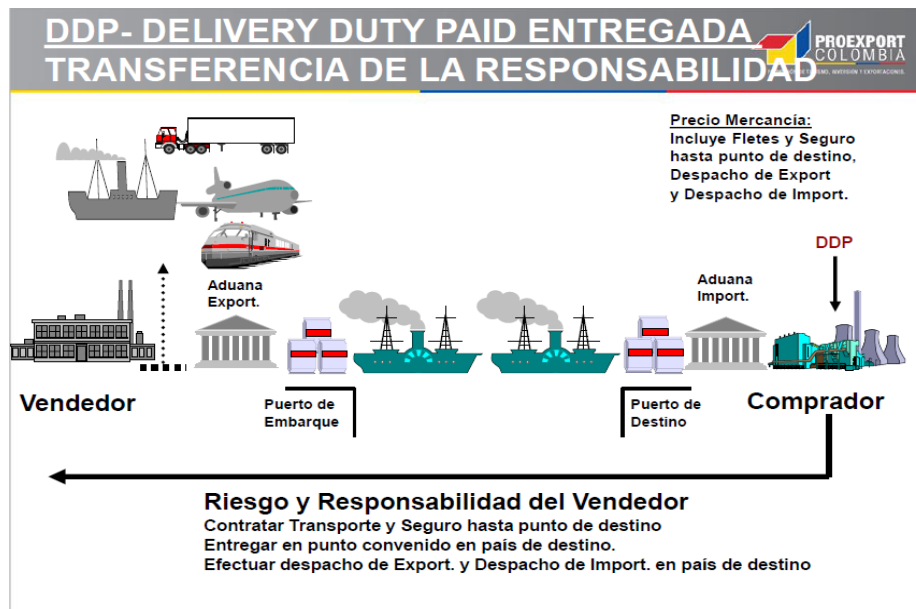 DDP- DELIVERY DUTY PAID ENTREGADA
TRANSFERENCIA DE LA RESPONSABILIDAD
PROEXPORT
COLOMBIA
TURISMO, INVERSIÓN Y EXPORTACIONES.
Precio Mercancía:
Incluye Fletes y Seguro
hasta punto de destino,
Despacho de Export
y Despacho de Import.
DDP
Aduana
Export.
Aduana
Import.
Vendedor
Puerto de
Embarque
Puerto de
Destino
Comprador
Riesgo y Responsabilidad del Vendedor
Contratar Transporte y Seguro hasta punto de destino
Entregar en punto convenido en país de destino.
Efectuar despacho de Export. y Despacho de Import. en país de destino